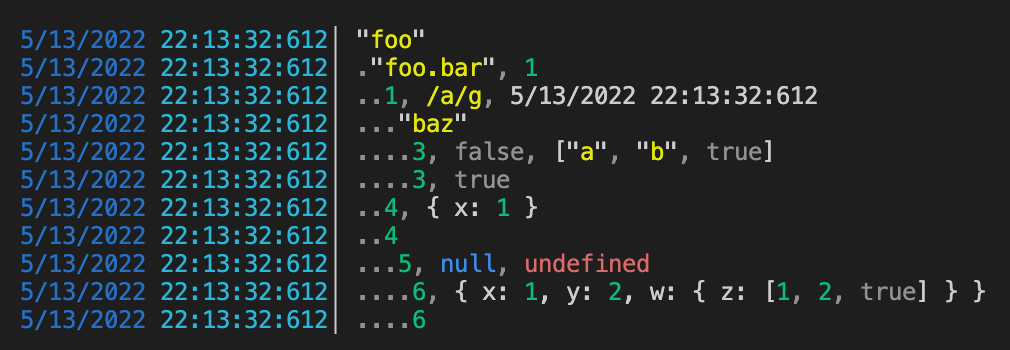 5/13/2022 22:13:32:612| "foo"
5/13/2022 22:13:32:612| ."foo.bar", 1
5/13/2022 22:13:32:612| ..1, /a/g, 5/13/2022 22:13:32:612
5/13/2022 22:13:32:612| ..."baz"
5/13/2022 22:13:32:612| ....3, false, ["a", "b", true]
5/13/2022 22:13:32:612| ....3, true
5/13/2022 22:13:32:612| ..4, { x: 1 }
5/13/2022 22:13:32:612| ..4
5/13/2022 22:13:32:612| ...5, null, undefined
5/13/2022 22:13:32:612| ....6, { x: 1, y: 2, w: { z: [1, 2, true] } }
5/13/2022 22:13:32:612| ....6